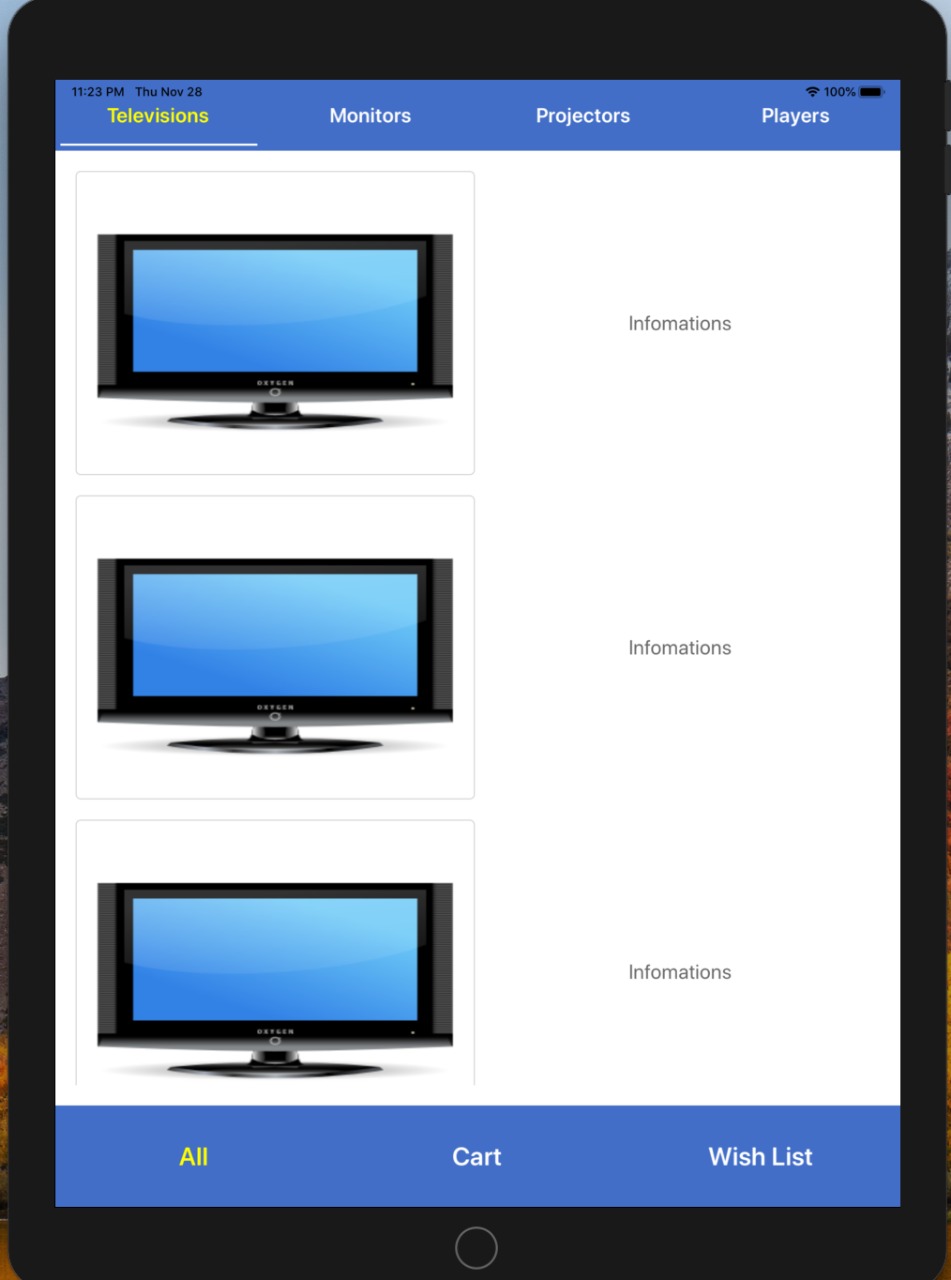 11:23 PM Thu Nov 28 100%
Televisions Monitors Projectors Players
OXYGEN
Infomations
OXYGEN
Infomations
OXYGEN
Infomations
All Cart Wish List